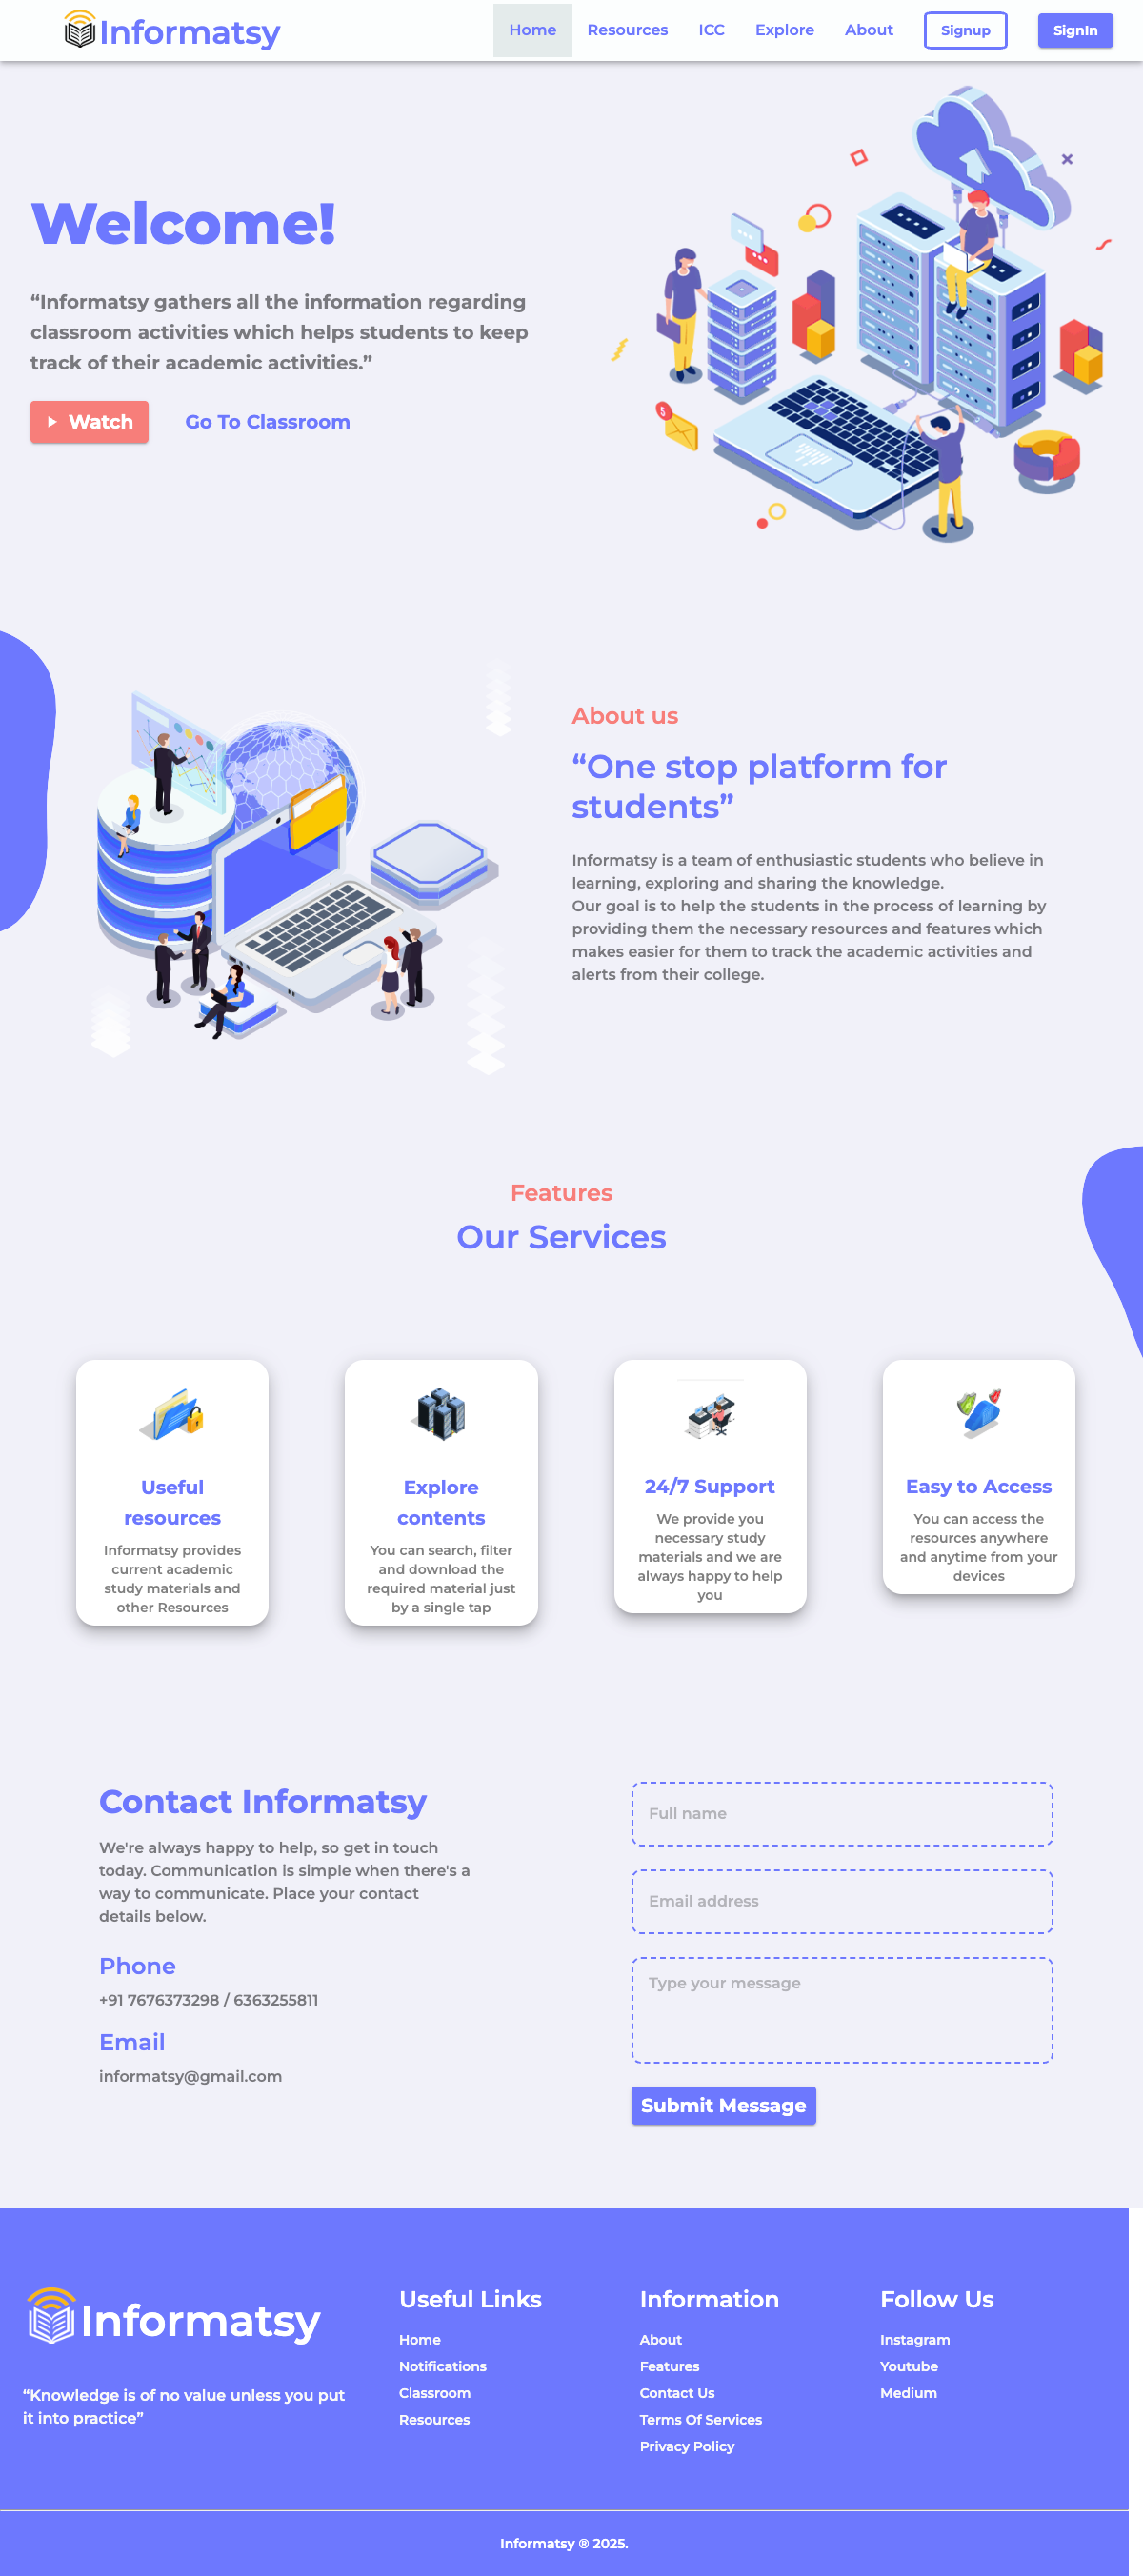 Informatsy
Home
Resources
ICC
Explore
About
Signup
SignIn
Welcome!
“Informatsy gathers all the information regarding
classroom activities which helps students to keep
track of their academic activities.”
Watch
Go To Classroom
About us
“One stop platform for
students”
Informatsy is a team of enthusiastic students who believe in
learning, exploring and sharing the knowledge.
Our goal is to help the students in the process of learning by
providing them the necessary resources and features which
makes easier for them to track the academic activities and
alerts from their college.
Features
Our Services
Useful
resources
Informatsy provides
current academic
study materials and
other Resources
Explore
contents
You can search, filter
and download the
required material just
by a single tap
24/7 Support
We provide you
necessary study
materials and we are
always happy to help
you
Easy to Access
You can access the
resources anywhere
and anytime from your
devices
Contact Informatsy
We're always happy to help, so get in touch
today. Communication is simple when there's a
way to communicate. Place your contact
details below.
Phone
+91 7676373298 / 6363255811
Email
informatsy@gmail.com
Full name
Email address
Type your message
Submit Message
Informatsy
“Knowledge is of no value unless you put
it into practice”
Useful Links
Home
Notifications
Classroom
Resources
Information
About
Features
Contact Us
Terms Of Services
Privacy Policy
Follow Us
Instagram
Youtube
Medium
Informatsy ® 2025.